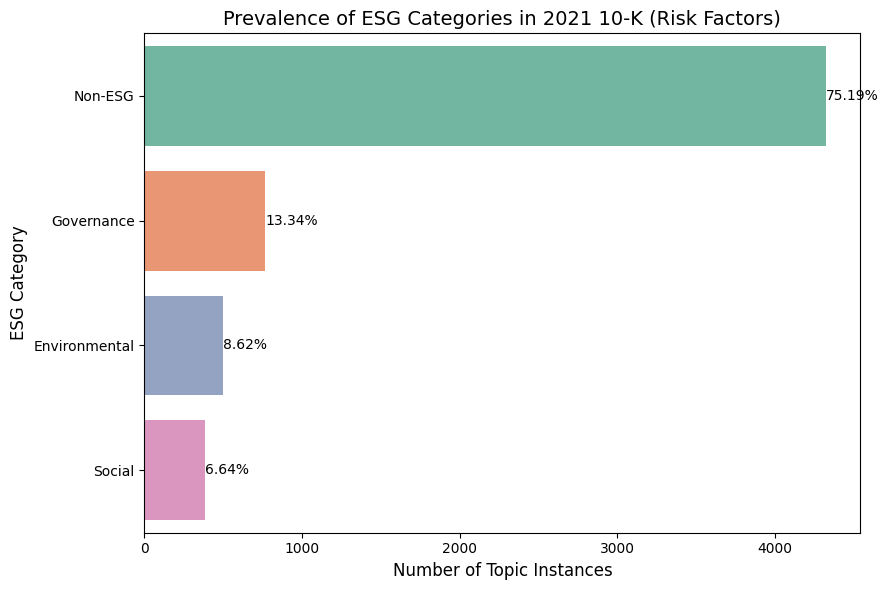 Prevalence of ESG Categories in 2021 10-K (Risk Factors)
ESG Category
Non-ESG
75.19%
Governance
13.34%
Environmental
8.62%
Social
6.64%
0 1000 2000 3000 4000
Number of Topic Instances